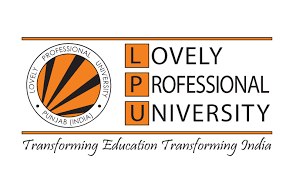 LOVELY PROFESSIONAL UNIVERSITY
PUNJAB (INDIA)
LOVELY
PROFESSIONAL
UNIVERSITY
Transforming Education Transforming India